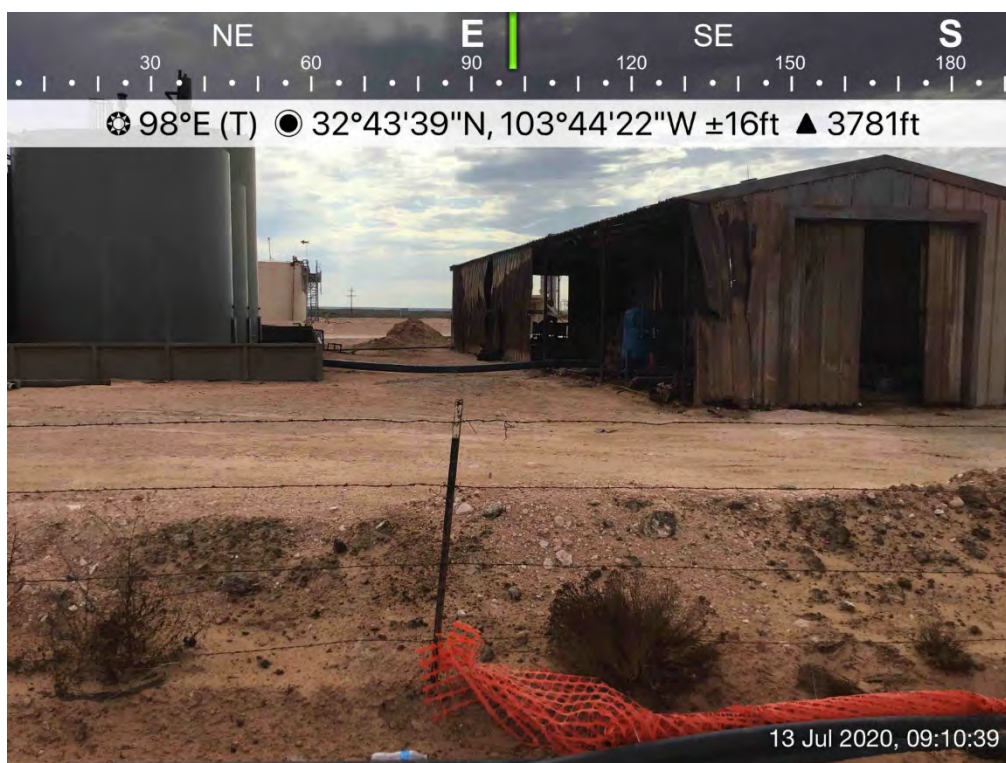 NE E SE S
30 60 90 120 150 180
98°E (T) 32°43'39"N, 103°44'22"W ±16ft ▲ 3781ft
13 Jul 2020, 09:10:39